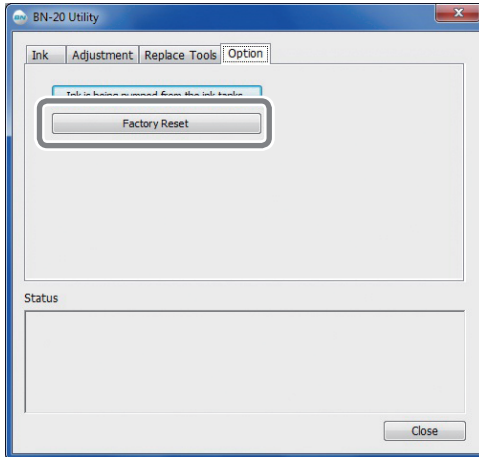 BN-20 Utility
Ink Adjustment Replace Tools Option
Ink is being pumped from the ink tanks
Factory Reset
Status
Close